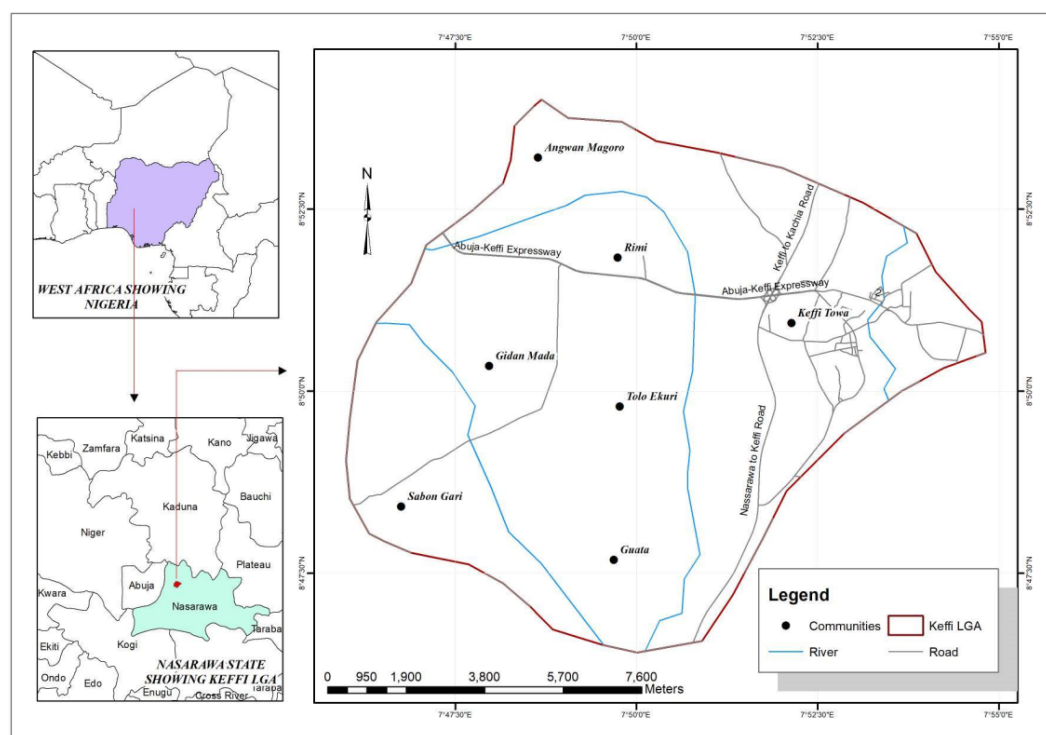 WEST AFRICA SHOWING
NIGERIA
Kebbi
Zamfara
Katsina
Kano
Jigawa
Kaduna
Bauchi
Niger
Plateau
Abuja
Nasarawa
Kwara
Taraba
Kogi
Ekiti
Ondo
Edo
Enugu
Cross River
Taraba
NASARAWA STATE
SHOWING KEFFI LGA
7°47'30"E
7°50'0"E
7°52'30"E
7°55'0"E
8°52'30"N
8°50'0"N
8°47'30"N
N
Angwan Magoro
Keffi to Kachia Road
Abuja-Keffi Expressway
Rimi
Abuja-Keffi Expressway
2
Keffi Towa
Gidan Mada
Tolo Ekuri
Nassarawa to Keffi Road
Sabon Gari
Guata
Legend
Communities
Keffi LGA
River
Road
0 950 1,900 3,800 5,700 7,600
Meters
8°52'30"N
8°50'0"N
8°47'30"N
7°47'30"E
7°50'0"E
7°52'30"E
7°55'0"E